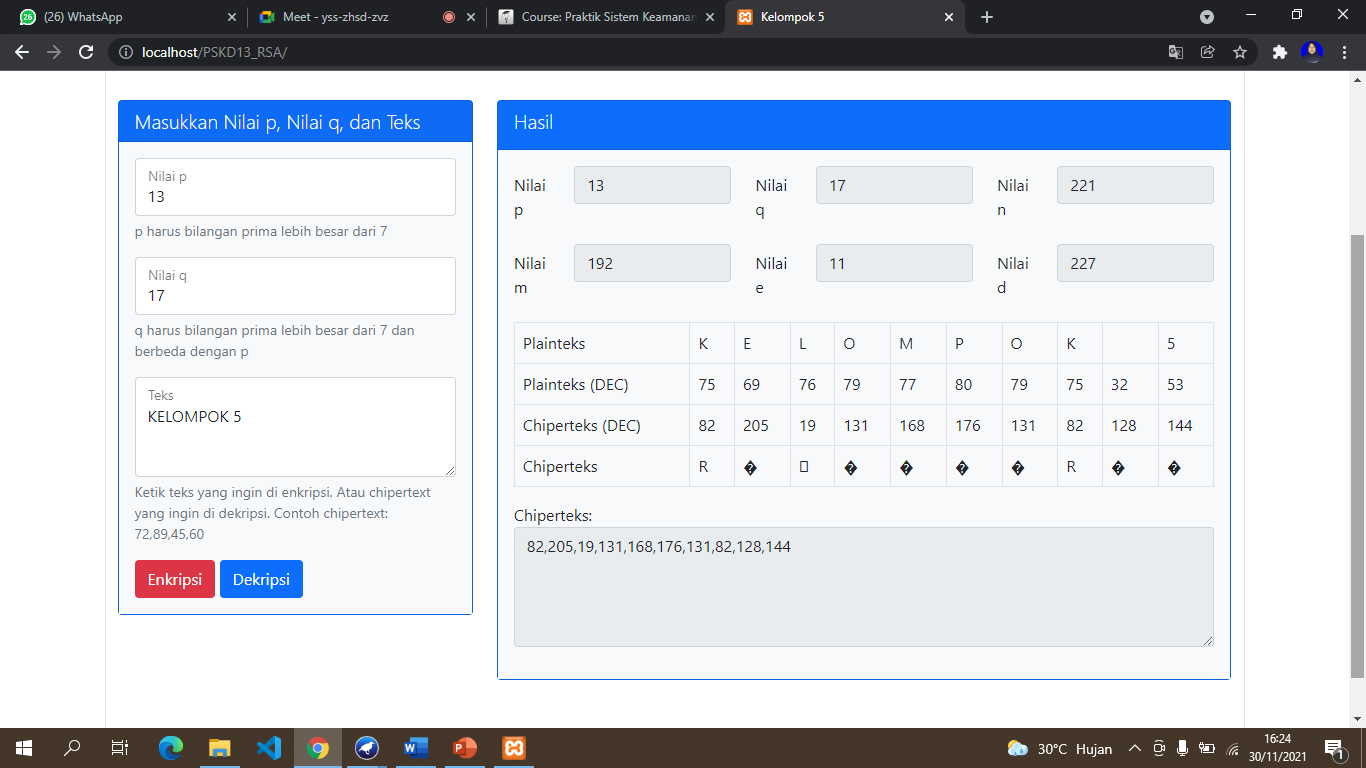 26 (26) WhatsApp
Meet - yss-zhsd-zvz
Course: Praktik Sistem Keamanan
Kelompok 5
localhost/PSKD13_RSA/
Masukkan Nilai p, Nilai q, dan Teks
Nilai p
13
p harus bilangan prima lebih besar dari 7
Nilai q
17
q harus bilangan prima lebih besar dari 7 dan
berbeda dengan p
Teks
KELOMPOK 5
Ketik teks yang ingin di enkripsi. Atau chipertext
yang ingin di dekripsi. Contoh chipertext:
72,89,45,60
Enkripsi Dekripsi
Hasil
Nilai p 13 Nilai q 17 Nilai n 221
Nilai m 192 Nilai e 11 Nilai d 227
Plainteks K E L O M P O K 5
Plainteks (DEC) 75 69 76 79 77 80 79 75 32 53
Chiperteks (DEC) 82 205 19 131 168 176 131 82 128 144
Chiperteks R � � � � � � R � �
Chiperteks:
82,205,19,131,168,176,131,82,128,144
30°C Hujan
16:24
30/11/2021
1